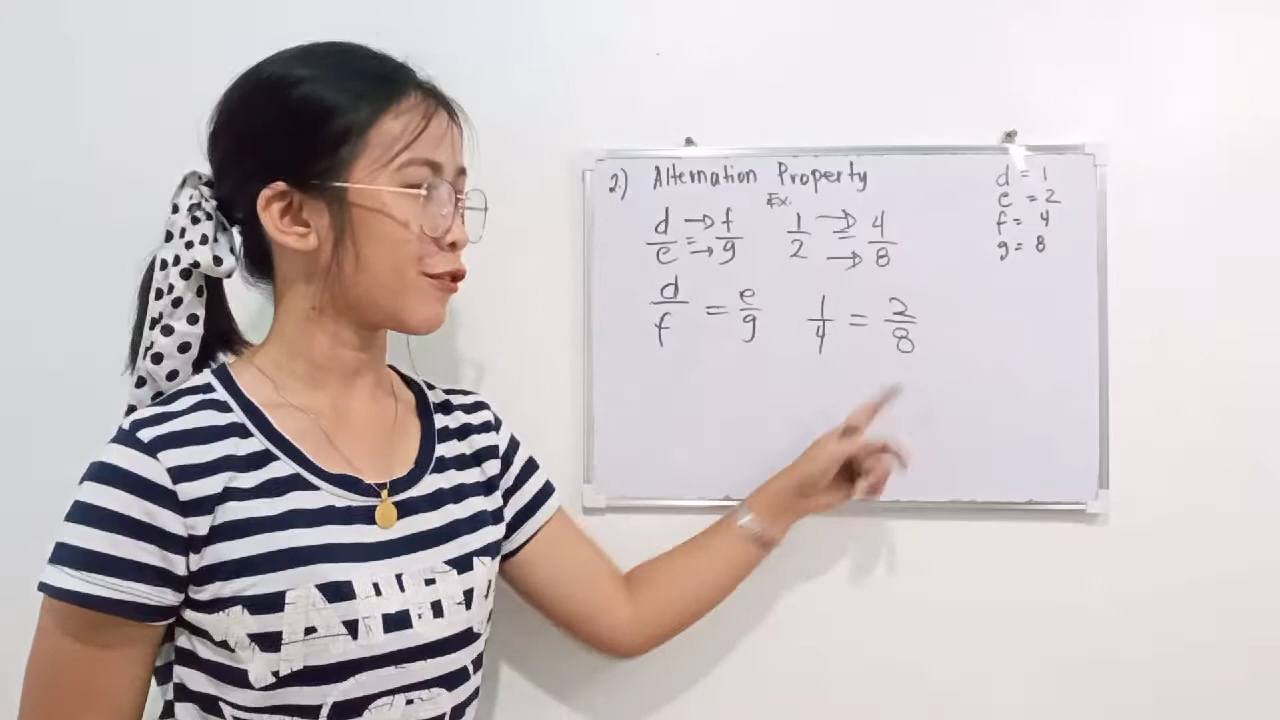 2.) Alternation Property
d/e = f/g
Ex.
1/2 = 4/8
d/f = e/g
1/4 = 2/8
d = 1
e = 2
f = 4
g = 8